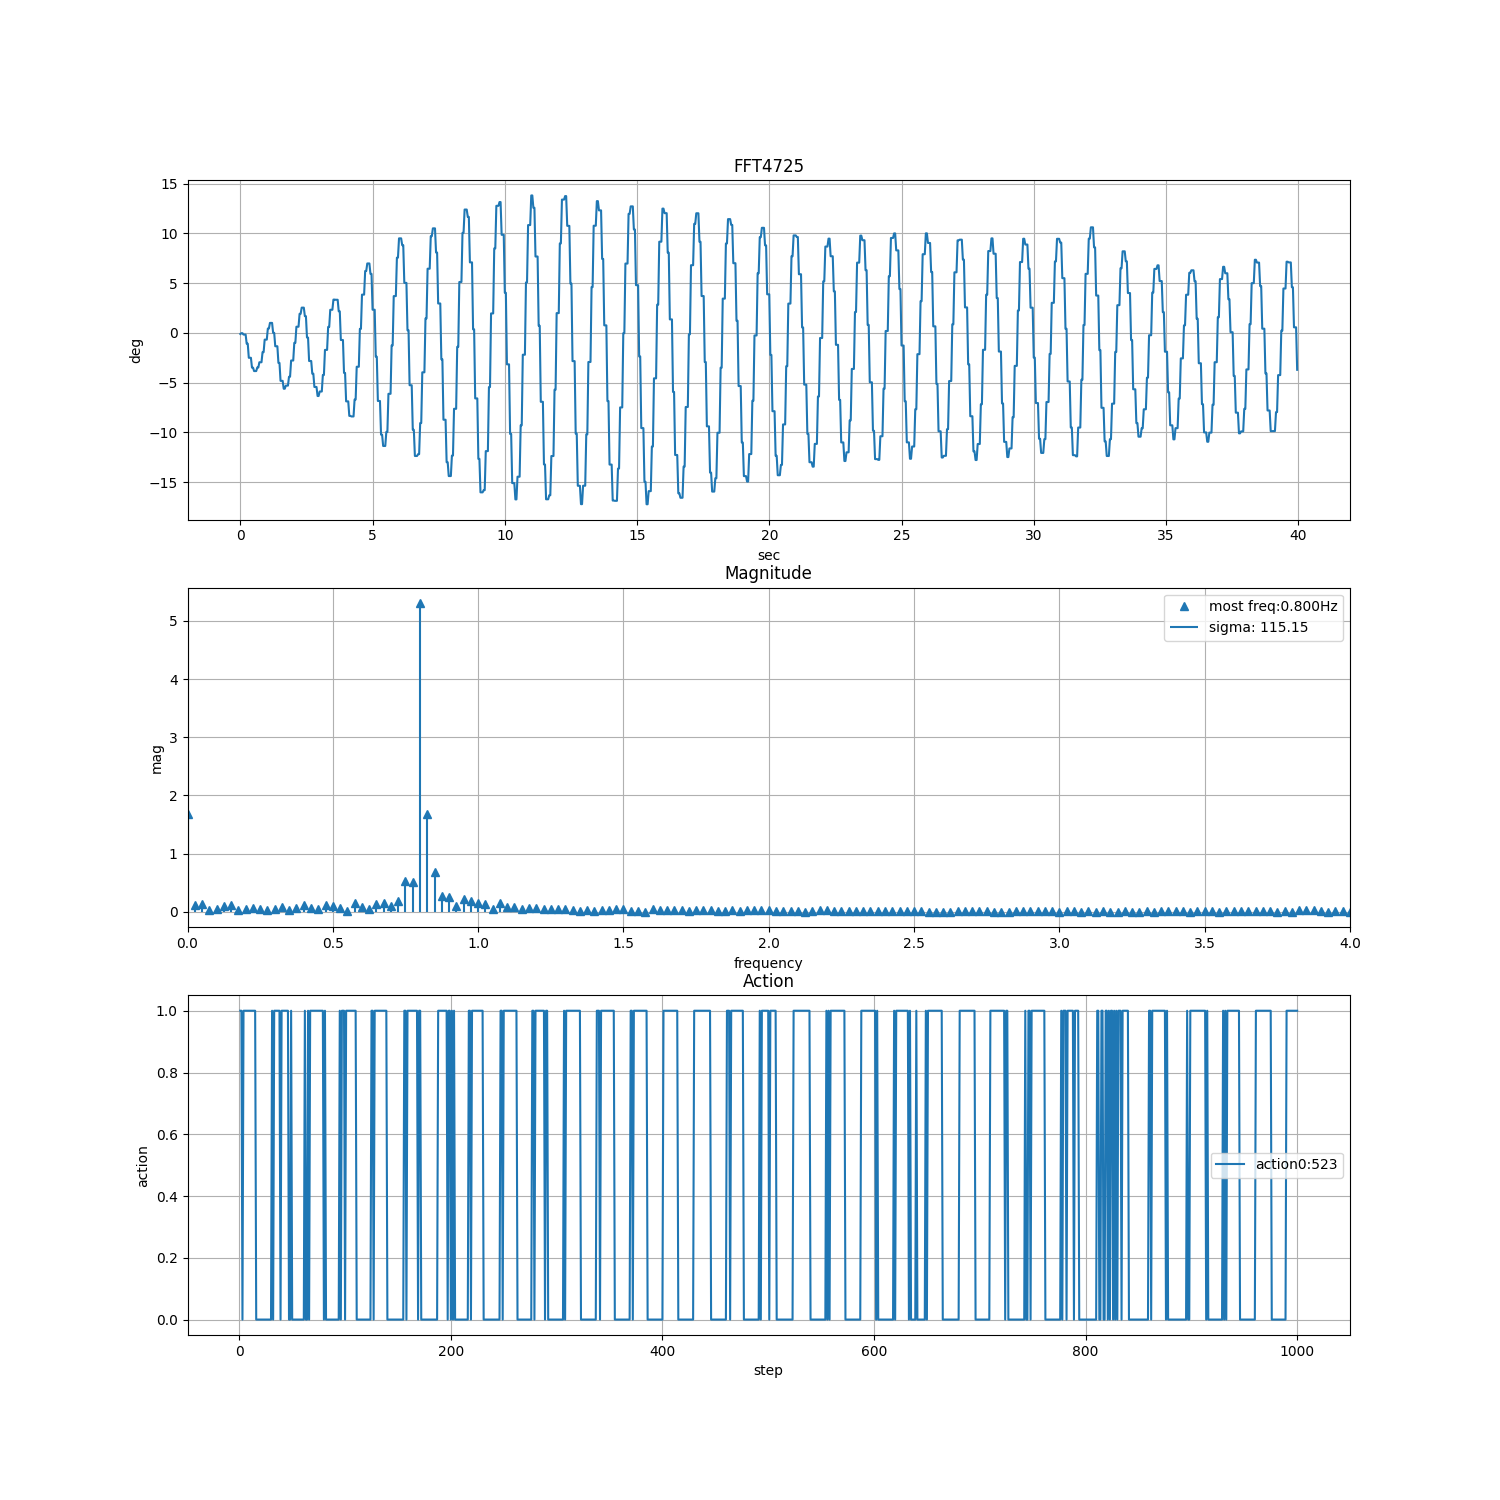 FFT4725
15
10
5
0
−5
−10
−15
deg
0 5 10 15 20 25 30 35 40
sec
Magnitude
most freq:0.800Hz
sigma: 115.15
5
4
3
2
1
0
mag
0.0 0.5 1.0 1.5 2.0 2.5 3.0 3.5 4.0
frequency
Action
1.0
0.8
0.6
0.4
0.2
0.0
action
action0:523
0 200 400 600 800 1000
step